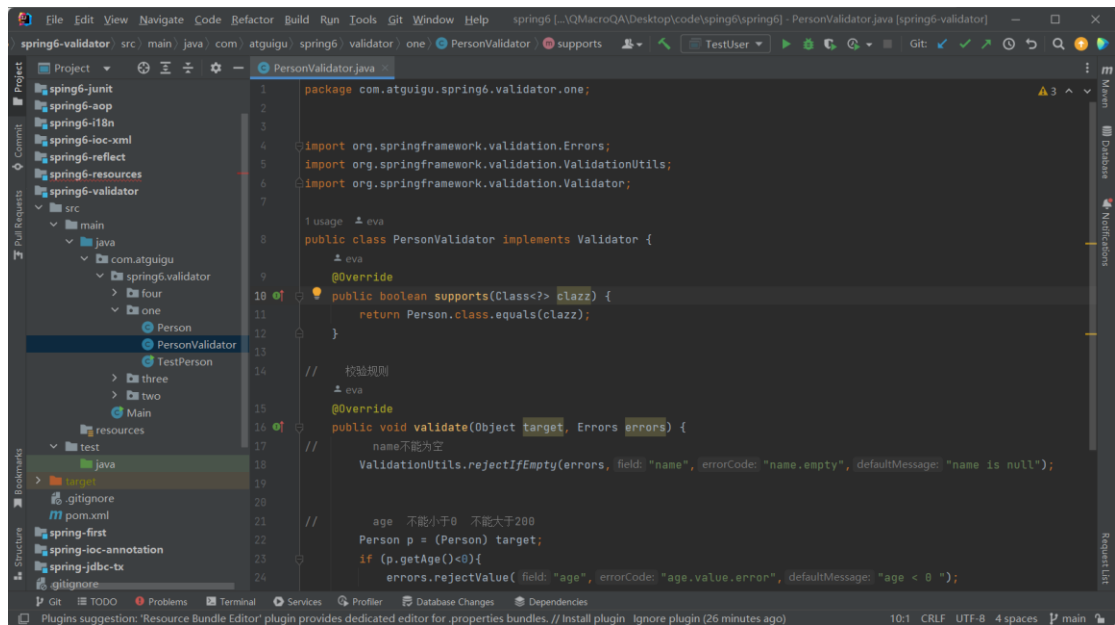 File Edit View Navigate Code Refactor Build Run Tools Git Window Help spring6 [...\QMacroQA\Desktop\code\sping6\spring6] - PersonValidator.java [spring6-validator]
spring6-validator src main java com atguigu spring6 validator one PersonValidator supports TestUser Git:
Project PersonValidator.java
Project
Commit
Pull Requests
Bookmarks
Structure
sping6-junit
spring6-aop
spring6-i18n
spring6-ioc-xml
spring6-reflect
spring6-resources
spring6-validator
src
main
java
com.atguigu
spring6.validator
four
one
Person
PersonValidator
TestPerson
three
two
Main
resources
test
java
target
.gitignore
pom.xml
spring-first
spring-ioc-annotation
spring-jdbc-tx
.gitignore
1 package com.atguigu.spring6.validator.one;
2
3
4 import org.springframework.validation.Errors;
5 import org.springframework.validation.ValidationUtils;
6 import org.springframework.validation.Validator;
7
1 usage eva
8 public class PersonValidator implements Validator {
eva
9 @Override
10 public boolean supports(Class<?> clazz) {
11 return Person.class.equals(clazz);
12 }
13
14 // 校验规则
eva
15 @Override
16 public void validate(Object target, Errors errors) {
17 // name不能为空
18 ValidationUtils.rejectIfEmpty(errors, field: "name", errorCode: "name.empty", defaultMessage: "name is null");
19
20
21 // age 不能小于0 不能大于200
22 Person p = (Person) target;
23 if (p.getAge()<0){
24 errors.rejectValue( field: "age", errorCode: "age.value.error", defaultMessage: "age < 0 ");
3
Maven
Database
Notifications
Request List
Git TODO Problems Terminal Services Profiler Database Changes Dependencies
Plugins suggestion: 'Resource Bundle Editor' plugin provides dedicated editor for .properties bundles. // Install plugin Ignore plugin (26 minutes ago) 10:1 CRLF UTF-8 4 spaces main